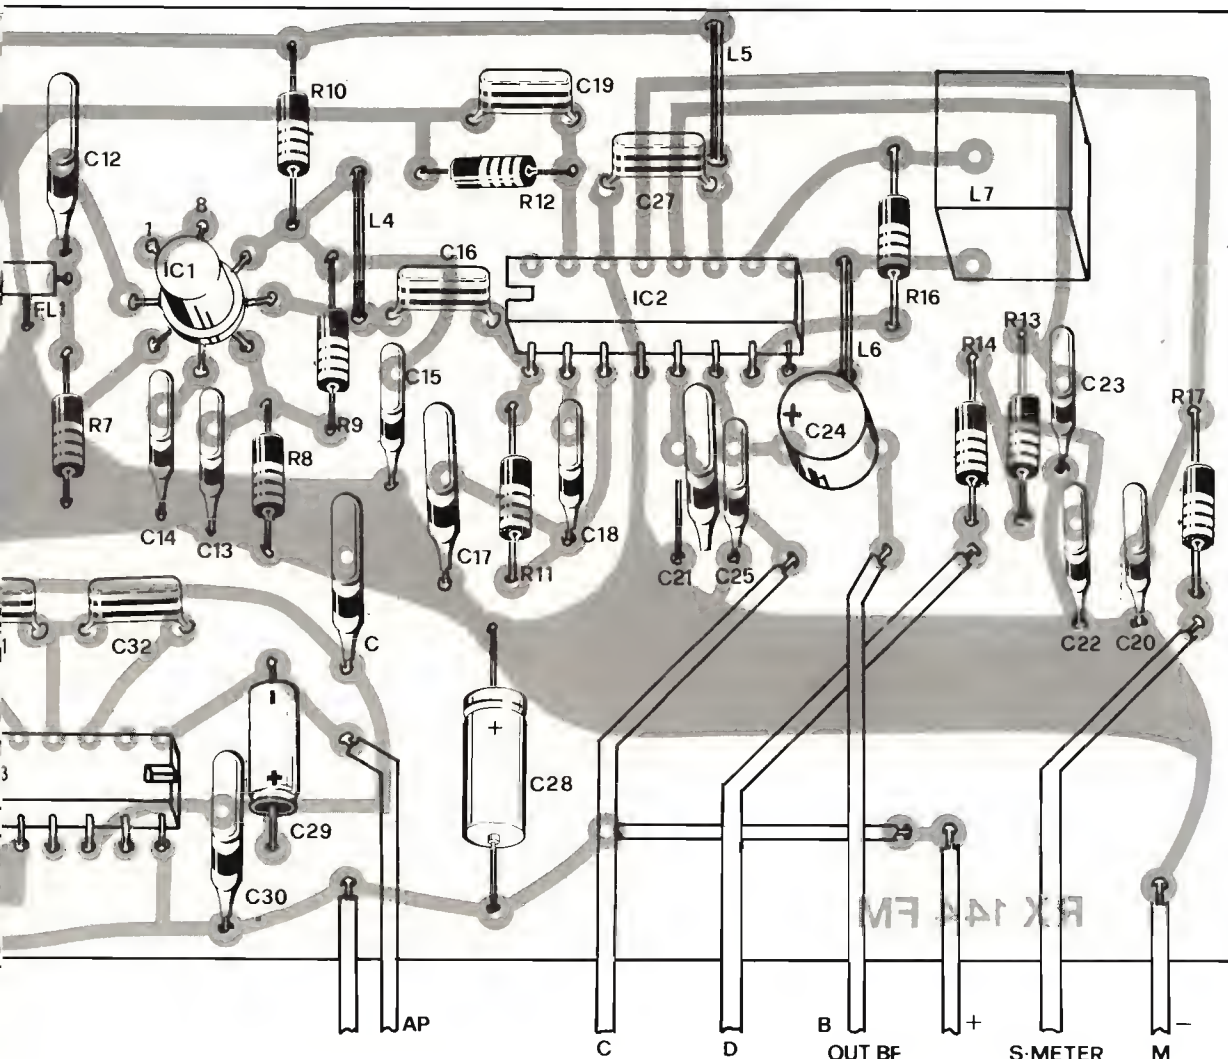 L5
R10
C19
C12
R12
C27
L7
8
1
L4
C16
IC1
IC2
FL1
R16
R13
R14
L6
C15
C23
R17
R7
R9
C24
R8
C14
C13
C18
C17
R11
C21
C25
C
C22
C20
C32
1
+
C28
+
3
C29
C30
RX 144 FM
AP
B
+
−
C
D
OUT BF
S·METER
M